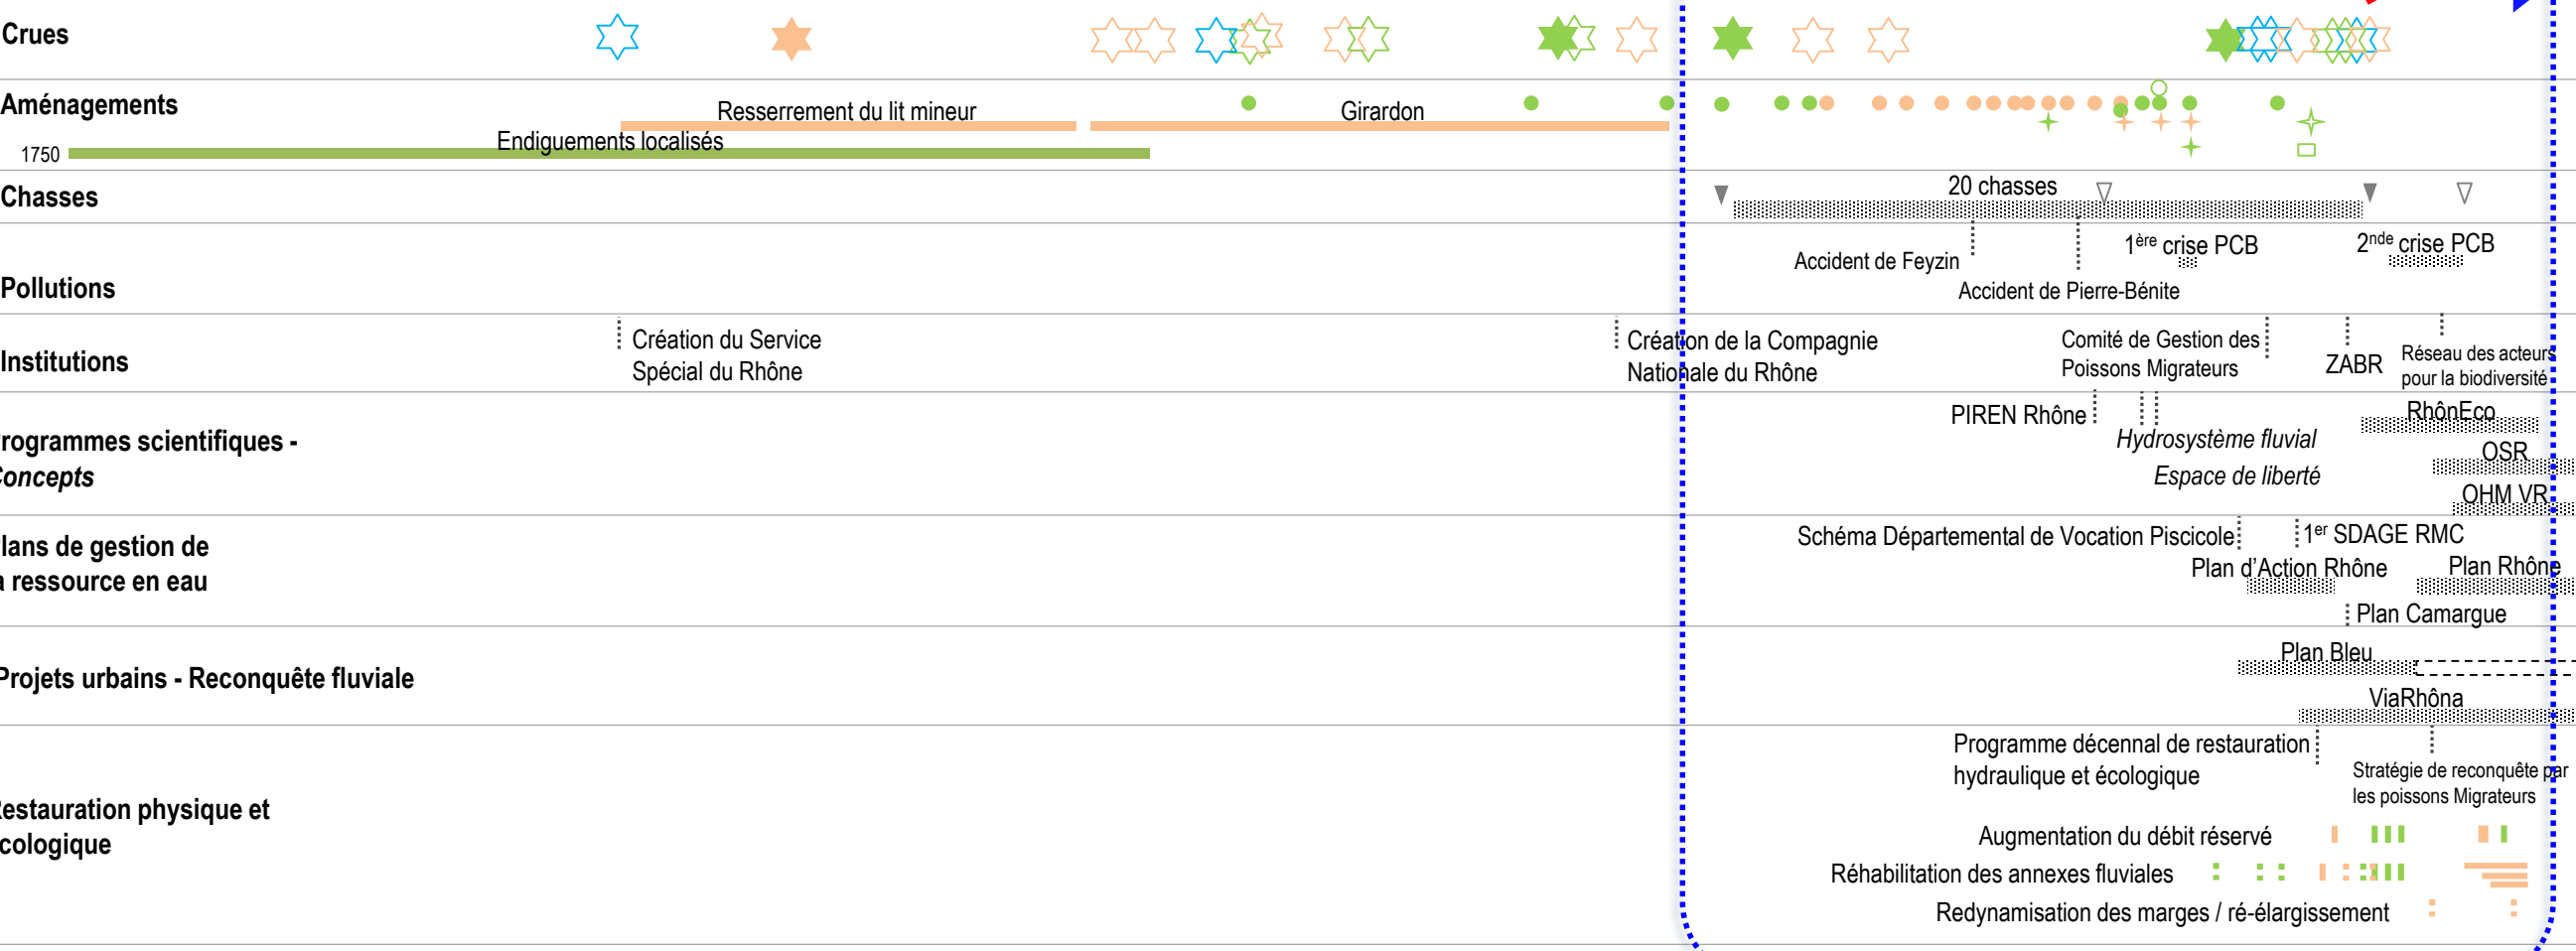 Crues
Aménagements
Resserrement du lit mineur
Girardon
Endiguements localisés
1750
Chasses
20 chasses
Pollutions
Accident de Feyzin
1ère crise PCB
2nde crise PCB
Accident de Pierre-Bénite
Institutions
Création du Service
Spécial du Rhône
Création de la Compagnie
Nationale du Rhône
Comité de Gestion des
Poissons Migrateurs
ZABR
Réseau des acteurs
pour la biodiversité
rogrammes scientifiques -
oncepts
PIREN Rhône
Hydrosystème fluvial
Espace de liberté
RhônEco
OSR
OHM VR
lans de gestion de
a ressource en eau
Schéma Départemental de Vocation Piscicole
1er SDAGE RMC
Plan d'Action Rhône
Plan Rhône
Plan Camargue
Projets urbains - Reconquête fluviale
Plan Bleu
ViaRhôna
estauration physique et
cologique
Programme décennal de restauration
hydraulique et écologique
Stratégie de reconquête par
les poissons Migrateurs
Augmentation du débit réservé
Réhabilitation des annexes fluviales
Redynamisation des marges / ré-élargissement